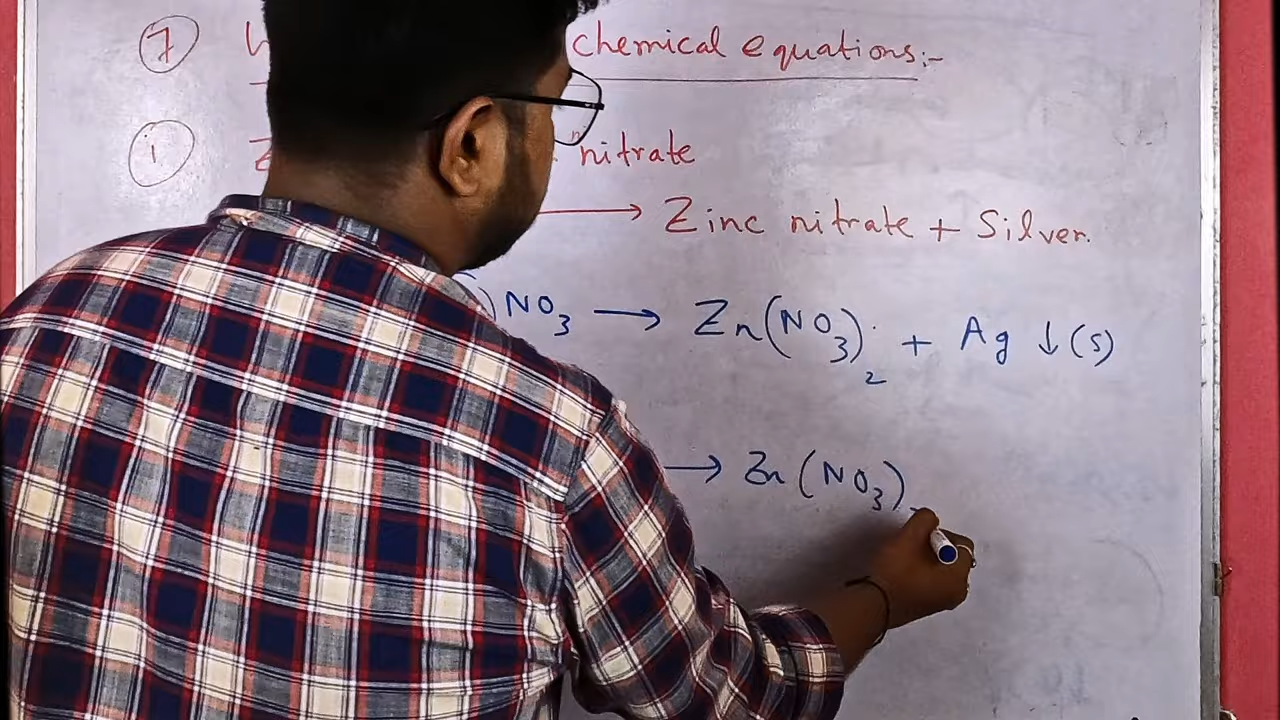 7 chemical equations:-
i nitrate
⟶ Zinc nitrate + Silver.
)NO₃ ⟶ Zn(NO₃)₂ + Ag ↓(s)
⟶ Zn(NO₃)